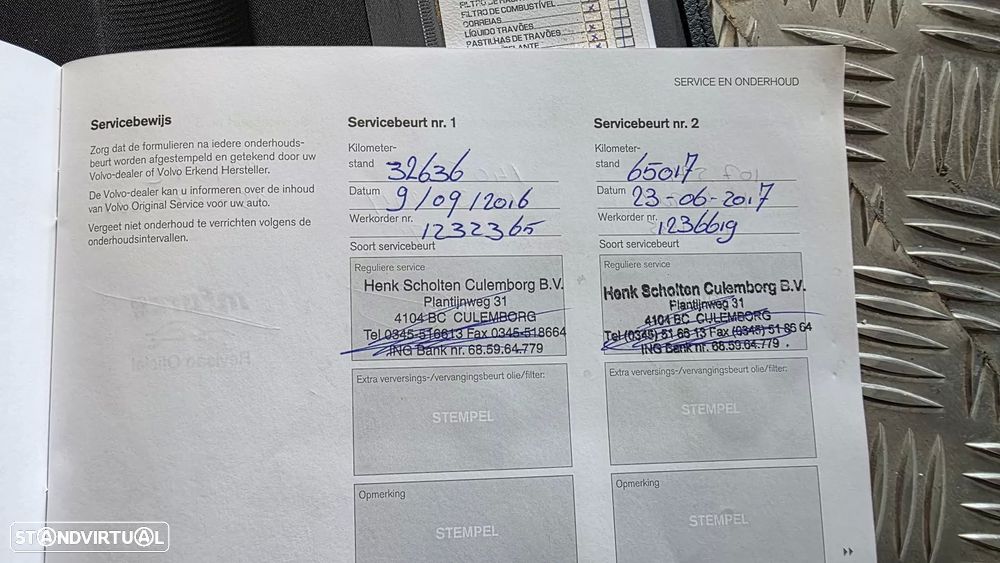 FILTRO DE COMBUSTÍVEL
CORREIAS
LÍQUIDO TRAVÕES
PASTILHAS DE TRAVÕES
SERVICE EN ONDERHOUD
Servicebewijs
Zorg dat de formulieren na iedere onderhouds-
beurt worden afgestempeld en getekend door uw
Volvo-dealer of Volvo Erkend Hersteller.
De Volvo-dealer kan u informeren over de inhoud
van Volvo Original Service voor uw auto.
Vergeet niet onderhoud te verrichten volgens de
onderhoudsintervallen.
Servicebeurt nr. 1
Kilometer-
stand 32636
Datum 9/09/2016
Werkorder nr. 1232365
Soort servicebeurt
Reguliere service
Henk Scholten Culemborg B.V.
Plantijnweg 31
4104 BC CULEMBORG
Tel 0345-516613 Fax 0345-518664
ING Bank nr. 68.59.64.779
Extra verversings-/vervangingsbeurt olie/filter:
STEMPEL
Opmerking
STEMPEL
Servicebeurt nr. 2
Kilometer-
stand 65017
Datum 23-06-2017
Werkorder nr. 1236619
Soort servicebeurt
Reguliere service
Henk Scholten Culemborg B.V.
Plantijnweg 31
4104 BC CULEMBORG
Tel (0345) 51 66 13 Fax (0345) 51 86 64
ING Bank nr. 68.59.64.779
Extra verversings-/vervangingsbeurt olie/filter:
STEMPEL
Opmerking
STEMPEL
STANDVIRTUAL